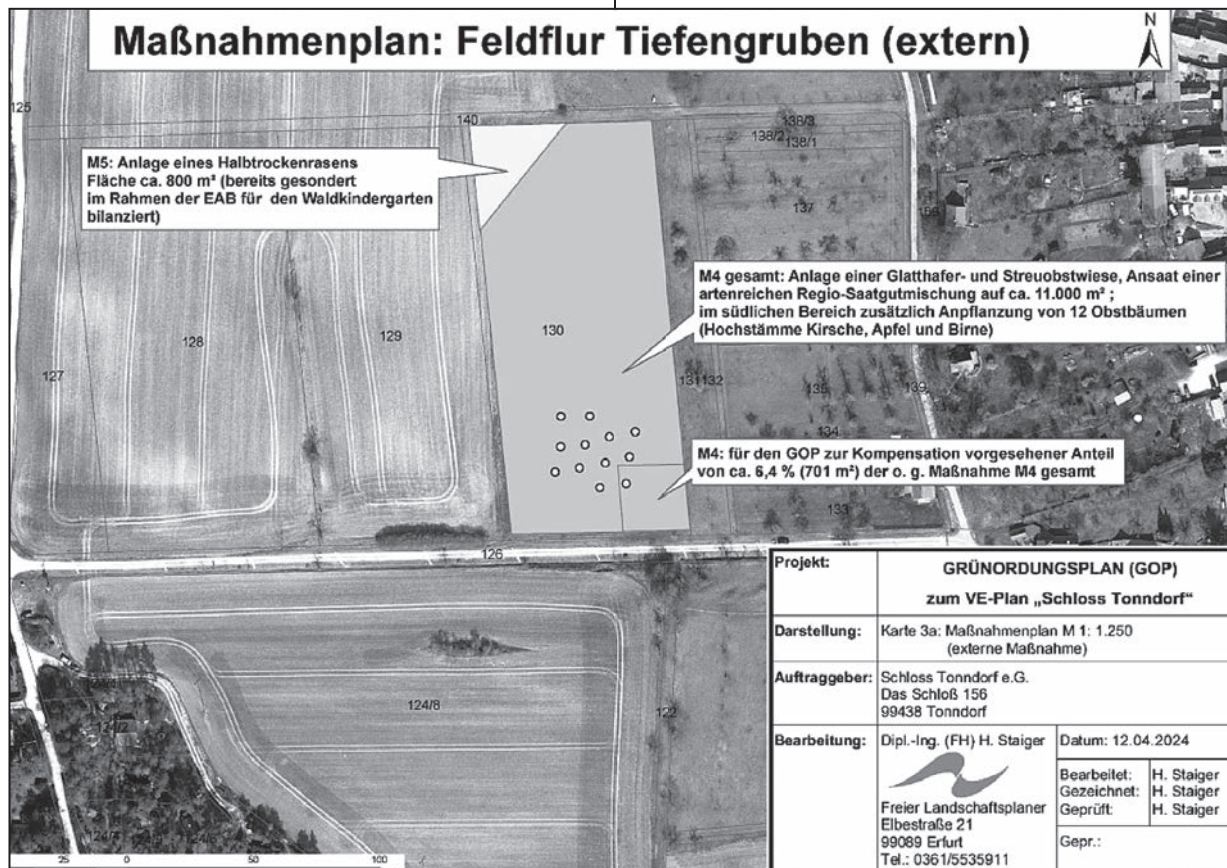 Maßnahmenplan: Feldflur Tiefengruben (extern)
N
125
140
138/3
138/2
138/1
M5: Anlage eines Halbtrockenrasens
Fläche ca. 800 m² (bereits gesondert
im Rahmen der EAB für den Waldkindergarten
bilanziert)
137
M4 gesamt: Anlage einer Glatthafer- und Streuobstwiese, Ansaat einer
artenreichen Regio-Saatgutmischung auf ca. 11.000 m² ;
im südlichen Bereich zusätzlich Anpflanzung von 12 Obstbäumen
(Hochstämme Kirsche, Apfel und Birne)
130
128
129
127
131
132
135
139
134
M4: für den GOP zur Kompensation vorgesehener Anteil
von ca. 6,4 % (701 m²) der o. g. Maßnahme M4 gesamt
133
126
Projekt:
GRÜNORDUNGSPLAN (GOP)
zum VE-Plan „Schloss Tonndorf“
Darstellung:
Karte 3a: Maßnahmenplan M 1: 1.250
(externe Maßnahme)
Auftraggeber:
Schloss Tonndorf e.G.
Das Schloß 156
99438 Tonndorf
124/8
122
124/2
Bearbeitung:
Dipl.-Ing. (FH) H. Staiger
Freier Landschaftsplaner
Elbestraße 21
99089 Erfurt
Tel.: 0361/5535911
Datum: 12.04.2024
Bearbeitet: H. Staiger
Gezeichnet: H. Staiger
Geprüft: H. Staiger
Gepr.:
25 0 50 100